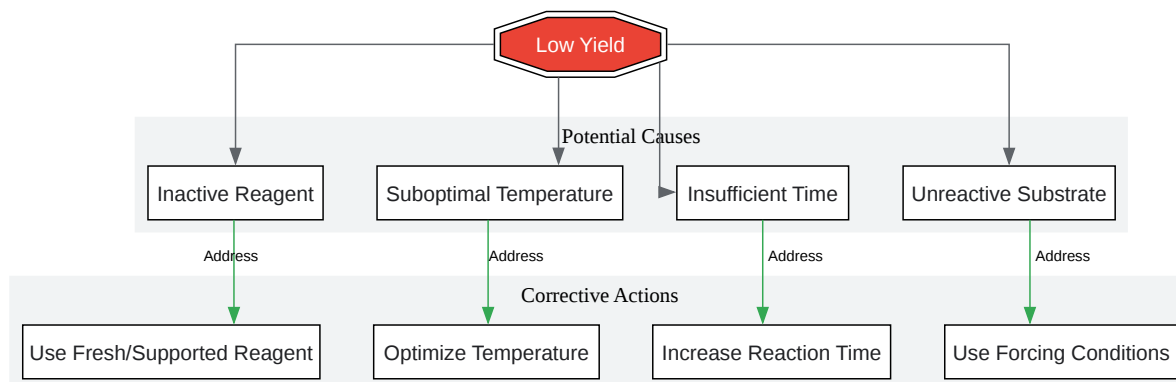 Low Yield
Potential Causes
Inactive Reagent
Suboptimal Temperature
Insufficient Time
Unreactive Substrate
Address
Address
Address
Address
Corrective Actions
Use Fresh/Supported Reagent
Optimize Temperature
Increase Reaction Time
Use Forcing Conditions